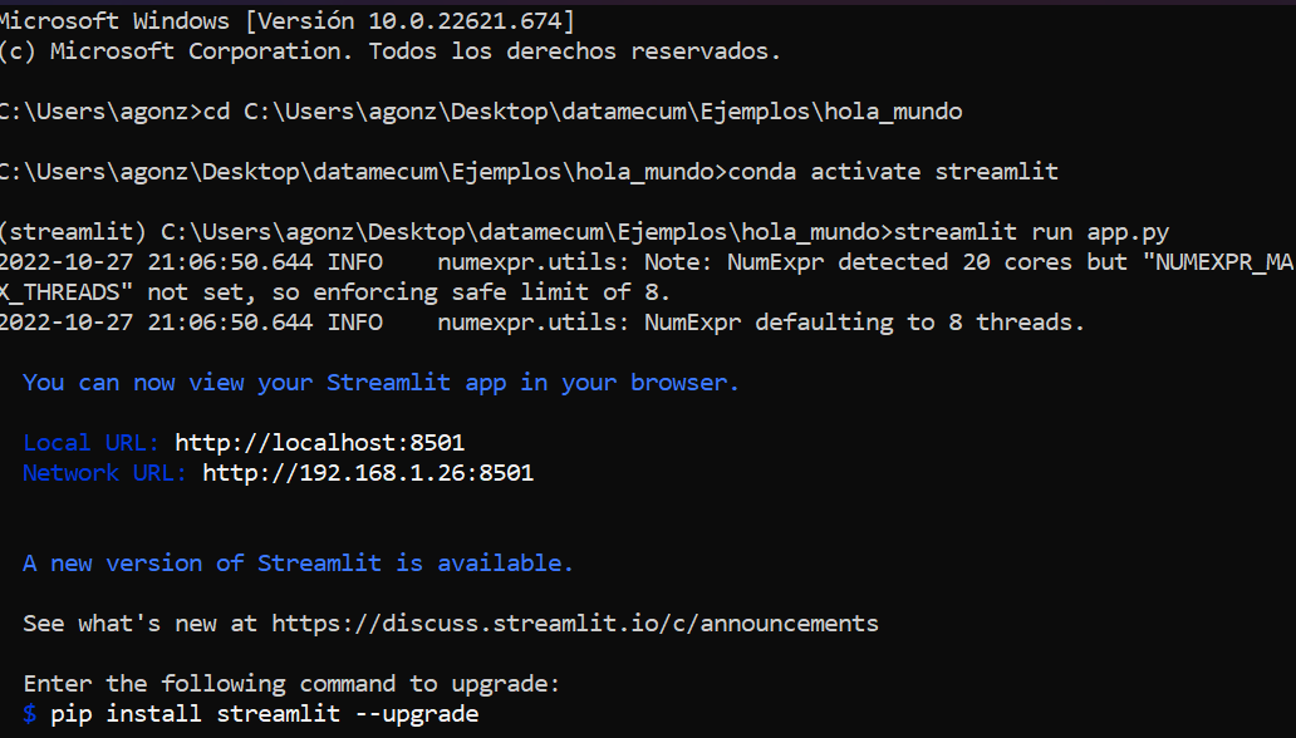 Microsoft Windows [Versión 10.0.22621.674]
(c) Microsoft Corporation. Todos los derechos reservados.
C:\Users\agonz>cd C:\Users\agonz\Desktop\datamecum\Ejemplos\hola_mundo
C:\Users\agonz\Desktop\datamecum\Ejemplos\hola_mundo>conda activate streamlit
(streamlit) C:\Users\agonz\Desktop\datamecum\Ejemplos\hola_mundo>streamlit run app.py
2022-10-27 21:06:50.644 INFO    numexpr.utils: Note: NumExpr detected 20 cores but "NUMEXPR_MA
X_THREADS" not set, so enforcing safe limit of 8.
2022-10-27 21:06:50.644 INFO    numexpr.utils: NumExpr defaulting to 8 threads.
You can now view your Streamlit app in your browser.
Local URL: http://localhost:8501
Network URL: http://192.168.1.26:8501
A new version of Streamlit is available.
See what's new at https://discuss.streamlit.io/c/announcements
Enter the following command to upgrade:
$ pip install streamlit --upgrade